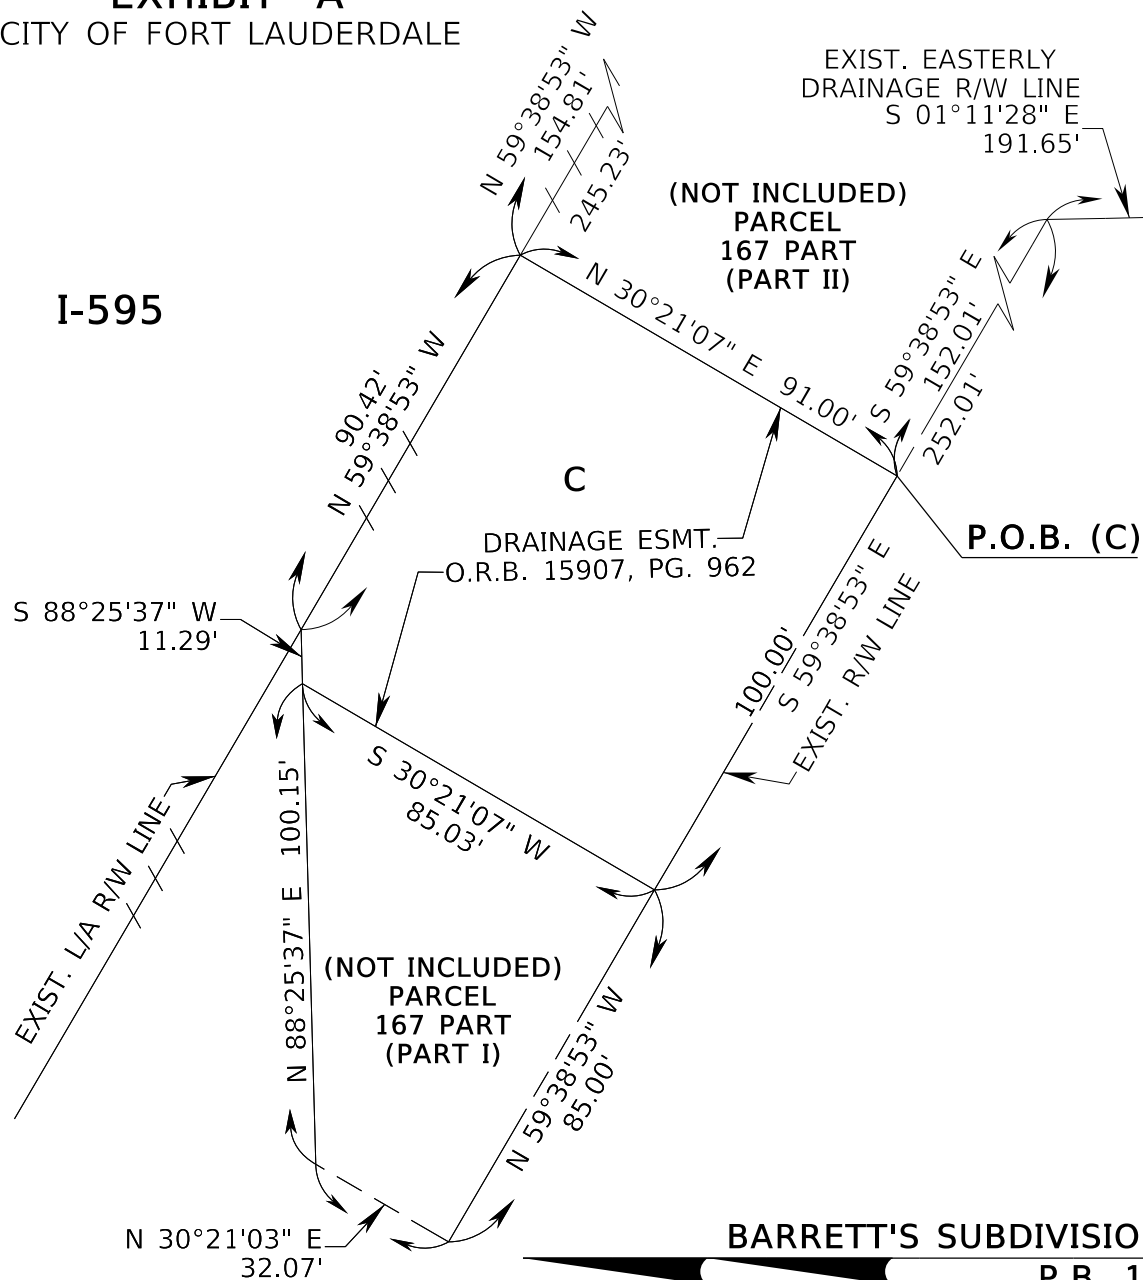 EXHIBIT "A"
CITY OF FORT LAUDERDALE
N 59°38'53" W
154.81'
245.23'
EXIST. EASTERLY
DRAINAGE R/W LINE
S 01°11'28" E
191.65'
(NOT INCLUDED)
PARCEL
167 PART
(PART II)
I-595
N 30°21'07" E 91.00'
S 59°38'53" E
152.01'
252.01'
90.42'
N 59°38'53" W
C
DRAINAGE ESMT.
O.R.B. 15907, PG. 962
P.O.B. (C)
S 88°25'37" W
11.29'
100.00'
S 59°38'53" E
EXIST. R/W LINE
S 30°21'07" W
85.03'
N 88°25'37" E 100.15'
EXIST. L/A R/W LINE
(NOT INCLUDED)
PARCEL
167 PART
(PART I)
N 59°38'53" W
85.00'
N 30°21'03" E
32.07'
BARRETT'S SUBDIVISIO
P.B. 1